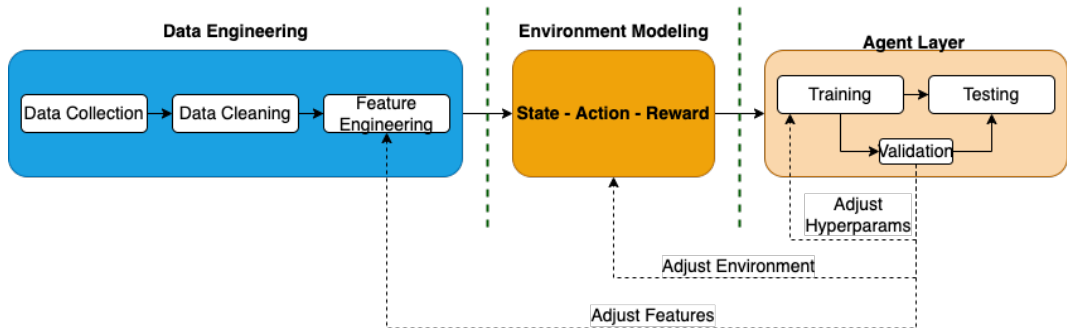 Data Engineering
Environment Modeling
Agent Layer
Data Collection
Data Cleaning
Feature
Engineering
State - Action - Reward
Training
Testing
Validation
Adjust
Hyperparams
Adjust Environment
Adjust Features